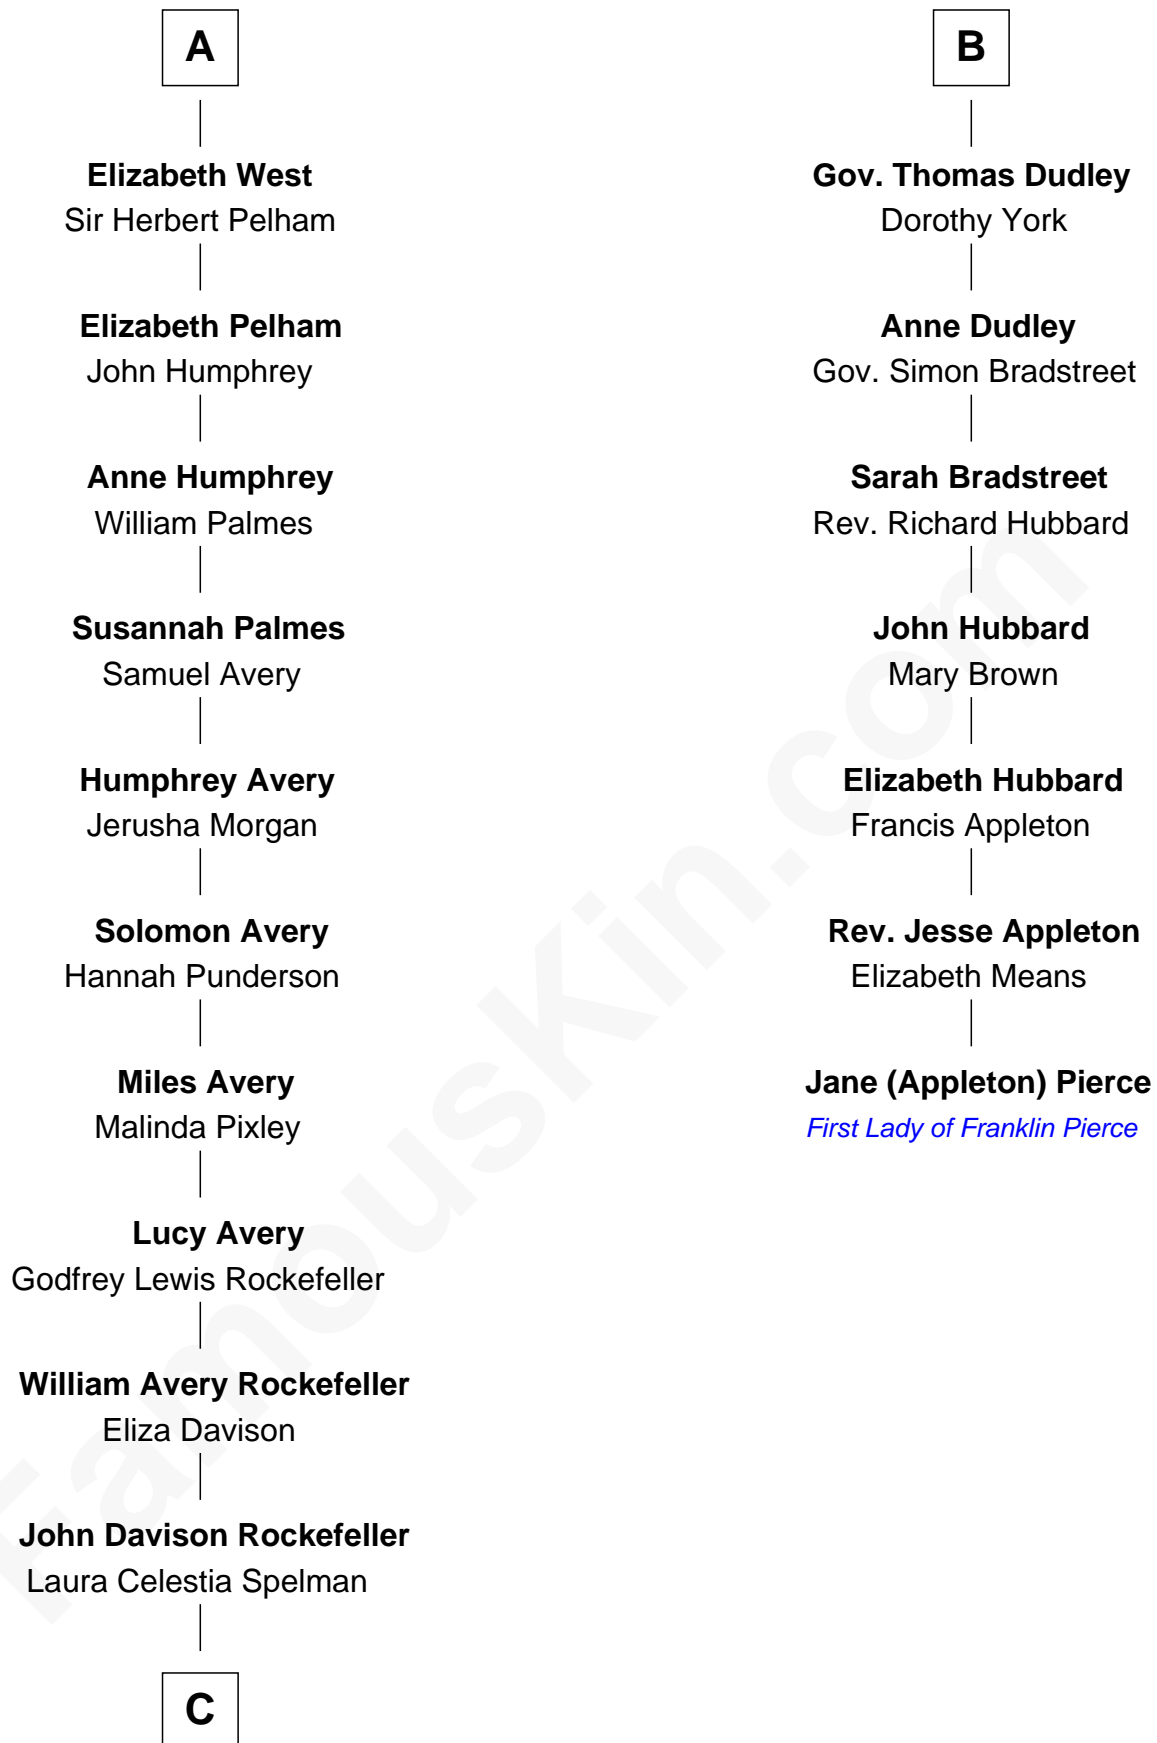 A
Elizabeth West
Sir Herbert Pelham
Elizabeth Pelham
John Humphrey
Anne Humphrey
William Palmes
Susannah Palmes
Samuel Avery
Humphrey Avery
Jerusha Morgan
Solomon Avery
Hannah Punderson
Miles Avery
Malinda Pixley
Lucy Avery
Godfrey Lewis Rockefeller
William Avery Rockefeller
Eliza Davison
John Davison Rockefeller
Laura Celestia Spelman
C
B
Gov. Thomas Dudley
Dorothy York
Anne Dudley
Gov. Simon Bradstreet
Sarah Bradstreet
Rev. Richard Hubbard
John Hubbard
Mary Brown
Elizabeth Hubbard
Francis Appleton
Rev. Jesse Appleton
Elizabeth Means
Jane (Appleton) Pierce
First Lady of Franklin Pierce
FamousKin.com